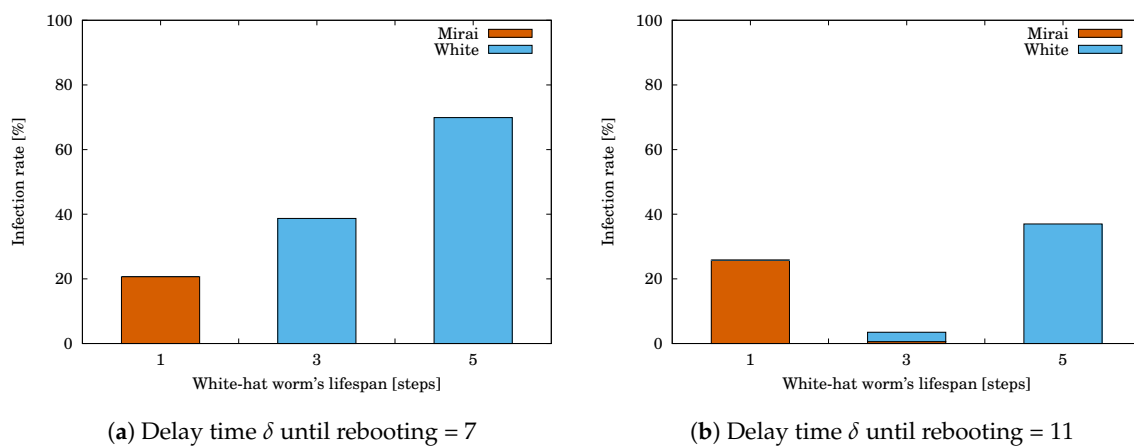 100
80
60
40
20
0
Infection rate [%]
Mirai
White
1 3 5
White-hat worm's lifespan [steps]
(a) Delay time δ until rebooting = 7
100
80
60
40
20
0
Infection rate [%]
Mirai
White
1 3 5
White-hat worm's lifespan [steps]
(b) Delay time δ until rebooting = 11